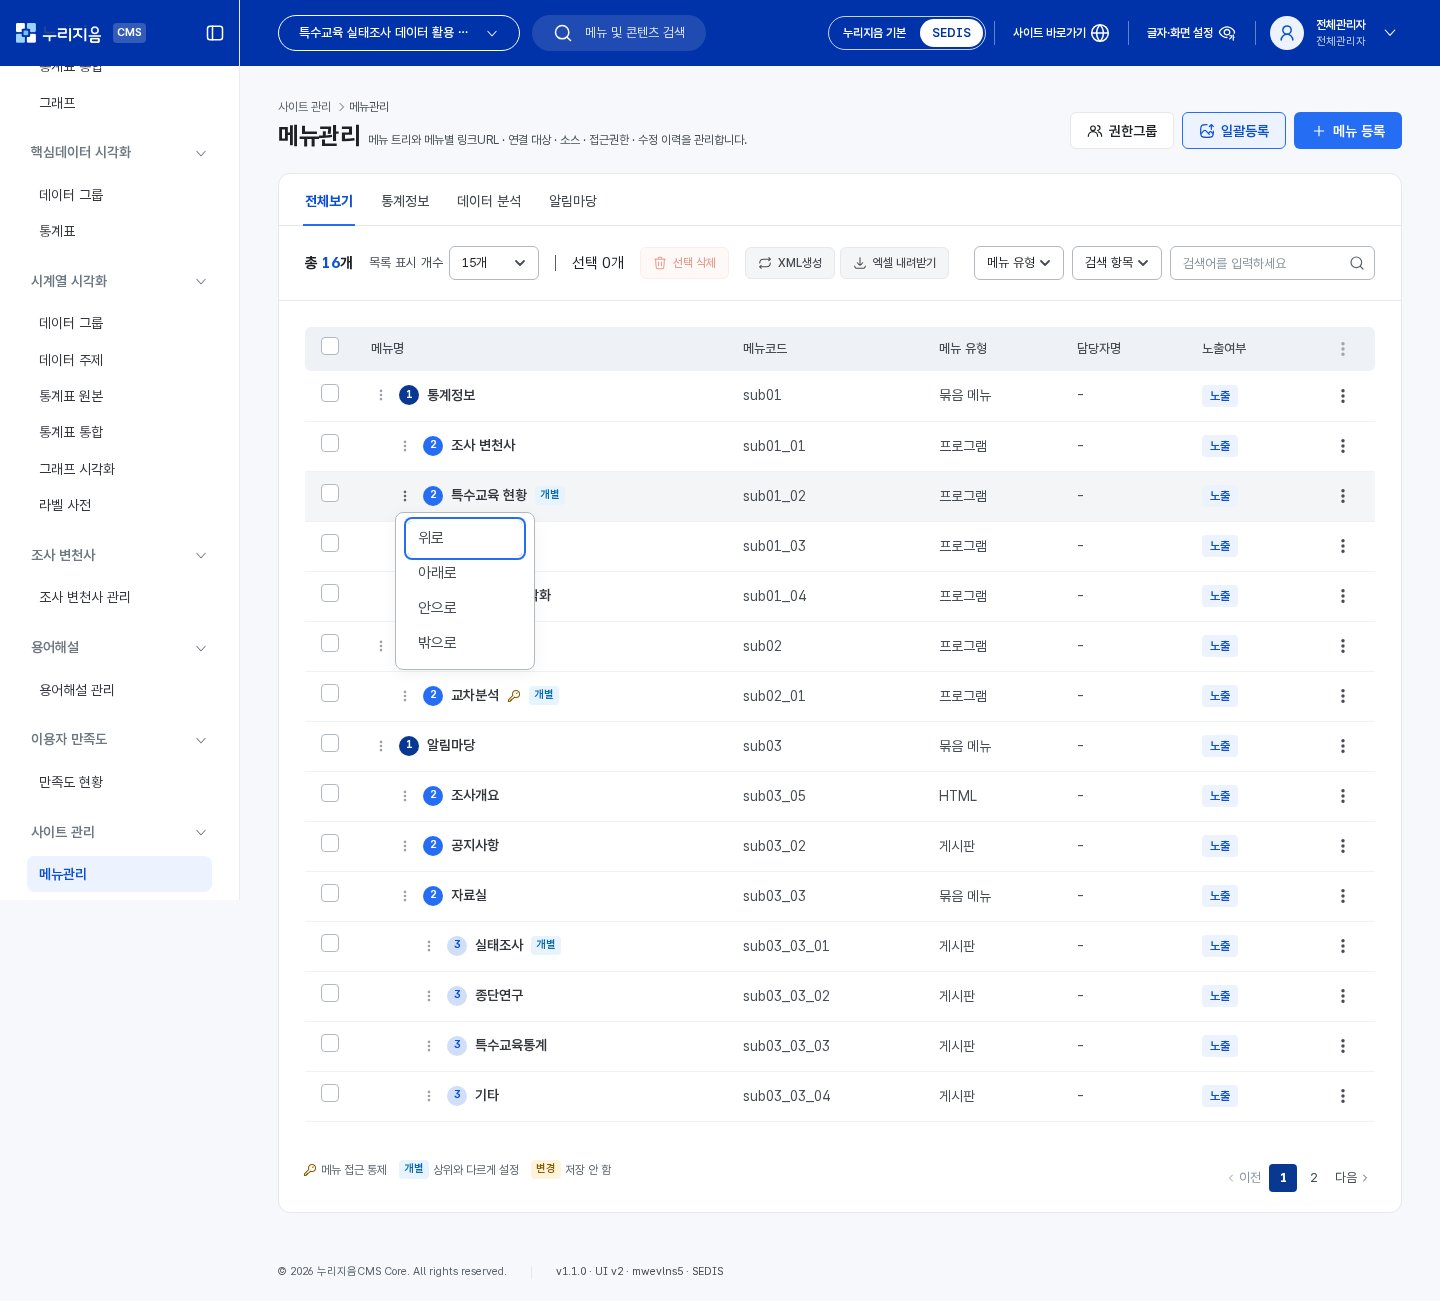 누리지음 CMS
특수교육 실태조사 데이터 활용 ···
메뉴 및 콘텐츠 검색
누리지음 기본 SEDIS
사이트 바로가기
글자·화면 설정
전체관리자
전체관리자
통계표 통합
그래프
핵심데이터 시각화
데이터 그룹
통계표
시계열 시각화
데이터 그룹
데이터 주제
통계표 원본
통계표 통합
그래프 시각화
라벨 사전
조사 변천사
조사 변천사 관리
용어해설
용어해설 관리
이용자 만족도
만족도 현황
사이트 관리
메뉴관리
사이트 관리 > 메뉴관리
메뉴관리 메뉴 트리와 메뉴별 링크URL · 연결 대상 · 소스 · 접근권한 · 수정 이력을 관리합니다.
권한그룹 일괄등록 메뉴 등록
전체보기 통계정보 데이터 분석 알림마당
총 16개 목록 표시 개수 15개 선택 0개 선택 삭제 XML생성 엑셀 내려받기 메뉴 유형 검색 항목 검색어를 입력하세요
메뉴명 메뉴코드 메뉴 유형 담당자명 노출여부
1 통계정보 sub01 묶음 메뉴 - 노출
2 조사 변천사 sub01_01 프로그램 - 노출
2 특수교육 현황 개별 sub01_02 프로그램 - 노출
위로
아래로
안으로
밖으로
sub01_03 프로그램 - 노출
sub01_04 프로그램 - 노출
sub02 프로그램 - 노출
2 교차분석 개별 sub02_01 프로그램 - 노출
1 알림마당 sub03 묶음 메뉴 - 노출
2 조사개요 sub03_05 HTML - 노출
2 공지사항 sub03_02 게시판 - 노출
2 자료실 sub03_03 묶음 메뉴 - 노출
3 실태조사 개별 sub03_03_01 게시판 - 노출
3 종단연구 sub03_03_02 게시판 - 노출
3 특수교육통계 sub03_03_03 게시판 - 노출
3 기타 sub03_03_04 게시판 - 노출
메뉴 접근 통제 개별 상위와 다르게 설정 변경 저장 안 함
이전 1 2 다음
© 2026 누리지음CMS Core. All rights reserved. v1.1.0 · UI v2 · mwevlns5 · SEDIS